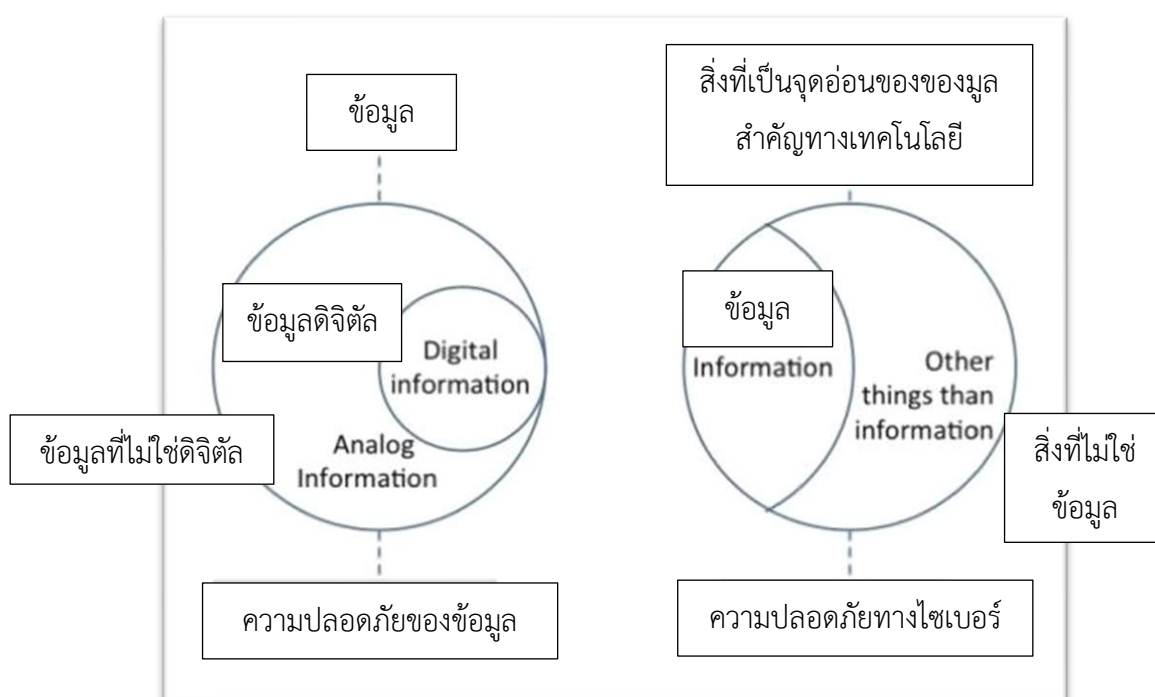 ข้อมูล
ข้อมูลดิจิตัล
Digital
information
ข้อมูลที่ไม่ใช่ดิจิตัล
Analog
Information
ความปลอดภัยของข้อมูล
สิ่งที่เป็นจุดอ่อนของของมูล
สำคัญทางเทคโนโลยี
ข้อมูล
Information
Other
things than
information
สิ่งที่ไม่ใช่
ข้อมูล
ความปลอดภัยทางไซเบอร์